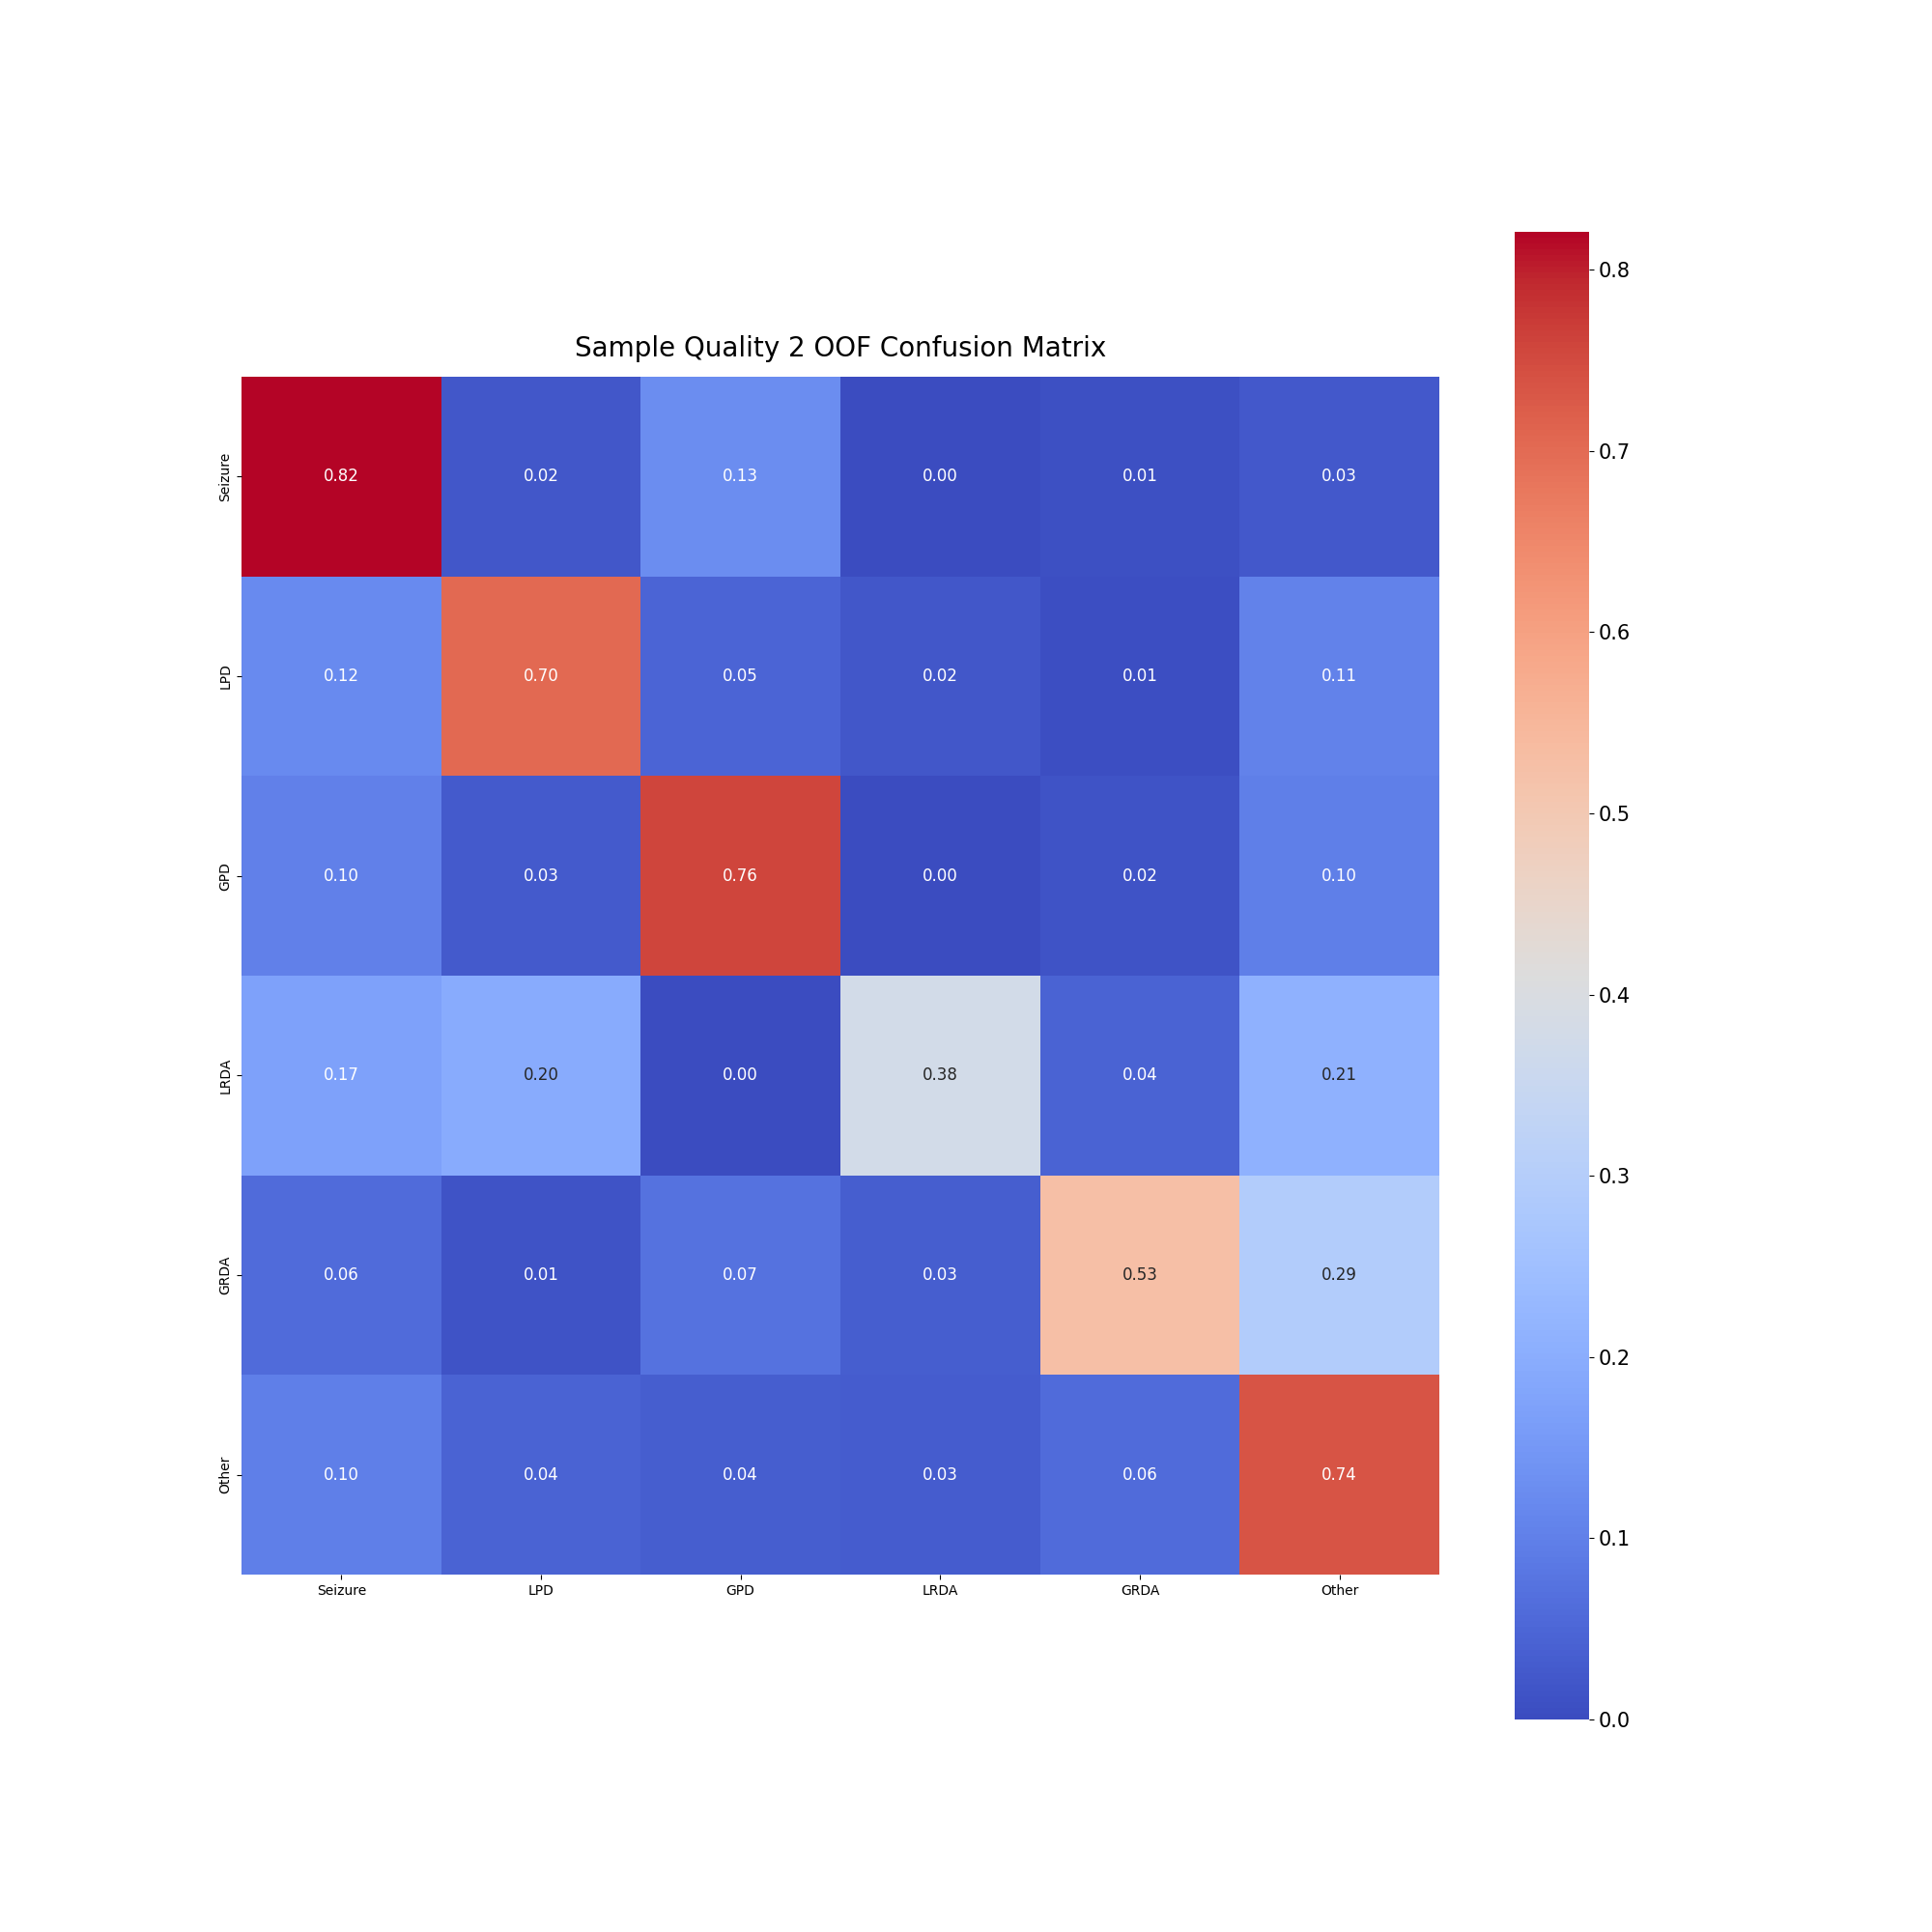 Sample Quality 2 OOF Confusion Matrix
Seizure 0.82 0.02 0.13 0.00 0.01 0.03
LPD 0.12 0.70 0.05 0.02 0.01 0.11
GPD 0.10 0.03 0.76 0.00 0.02 0.10
LRDA 0.17 0.20 0.00 0.38 0.04 0.21
GRDA 0.06 0.01 0.07 0.03 0.53 0.29
Other 0.10 0.04 0.04 0.03 0.06 0.74
Seizure LPD GPD LRDA GRDA Other
0.8
0.7
0.6
0.5
0.4
0.3
0.2
0.1
0.0